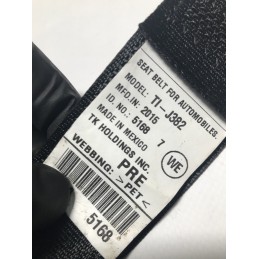 SEAT BELT FOR AUTOMOBILES.
MODEL: TI-J382
MFD.IN: 2015
ID. NO.: 5168 7 WE
MADE IN MEXICO
TK HOLDINGS INC.
PRE
WEBBING: >PET<
5168